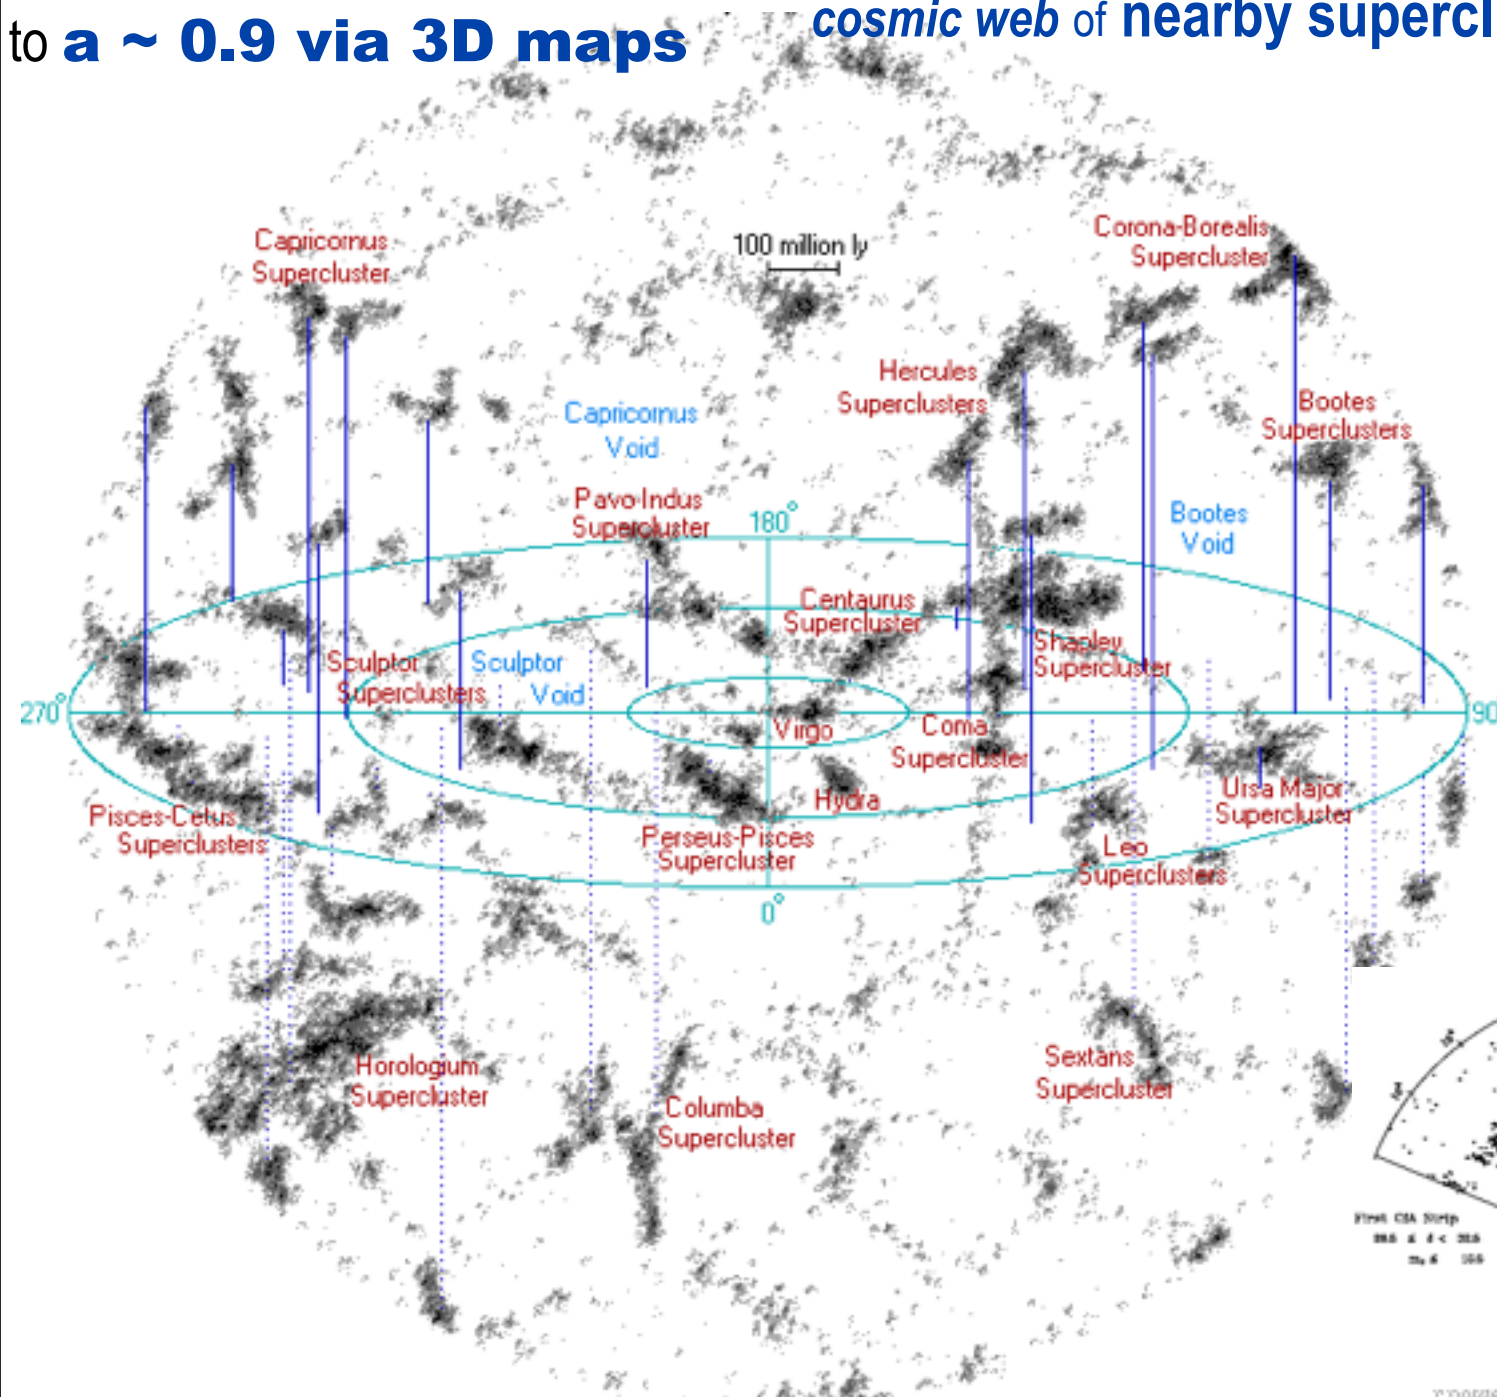 to a ~ 0.9 via 3D maps
cosmic web of nearby supercl
Capricornus
Supercluster
100 million ly
Corona-Borealis
Supercluster
Hercules
Superclusters
Capricornus
Void
Bootes
Superclusters
Pavo-Indus
Supercluster
180°
Bootes
Void
Centaurus
Supercluster
Shapley
Supercluster
Sculptor
Superclusters
Sculptor
Void
270°
90
Virgo
Coma
Supercluster
Hydra
Ursa Major
Supercluster
Pisces-Cetus
Superclusters
Perseus-Pisces
Supercluster
Leo
Superclusters
0°
Horologium
Supercluster
Sextans
Supercluster
Columba
Supercluster
First CfA Strip